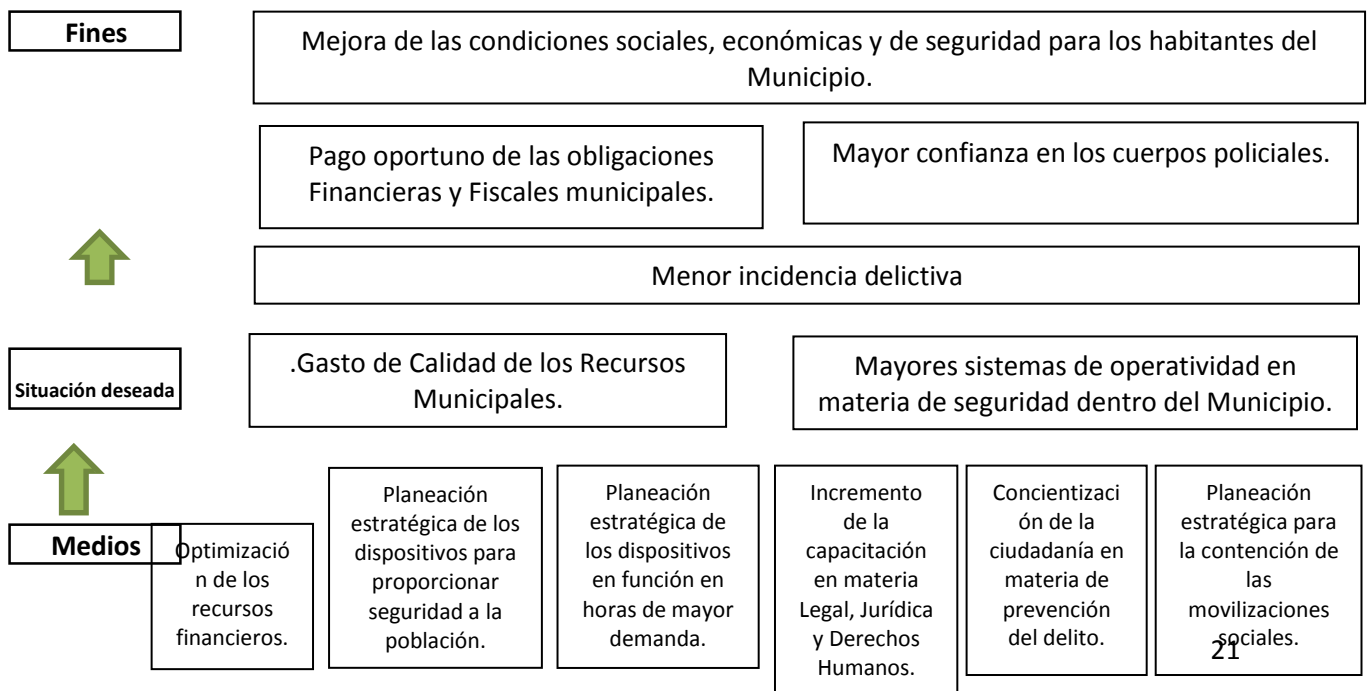 Fines
Mejora de las condiciones sociales, económicas y de seguridad para los habitantes del
Municipio.
Pago oportuno de las obligaciones
Financieras y Fiscales municipales.
Mayor confianza en los cuerpos policiales.
Menor incidencia delictiva
Situación deseada
.Gasto de Calidad de los Recursos
Municipales.
Mayores sistemas de operatividad en
materia de seguridad dentro del Municipio.
Medios
Optimizació
n de los
recursos
financieros.
Planeación
estratégica de los
dispositivos para
proporcionar
seguridad a la
población.
Planeación
estratégica de
los dispositivos
en función en
horas de mayor
demanda.
Incremento
de la
capacitación
en materia
Legal, Jurídica
y Derechos
Humanos.
Concientizaci
ón de la
ciudadanía en
materia de
prevención
del delito.
Planeación
estratégica para
la contención de
las
movilizaciones
sociales.
21